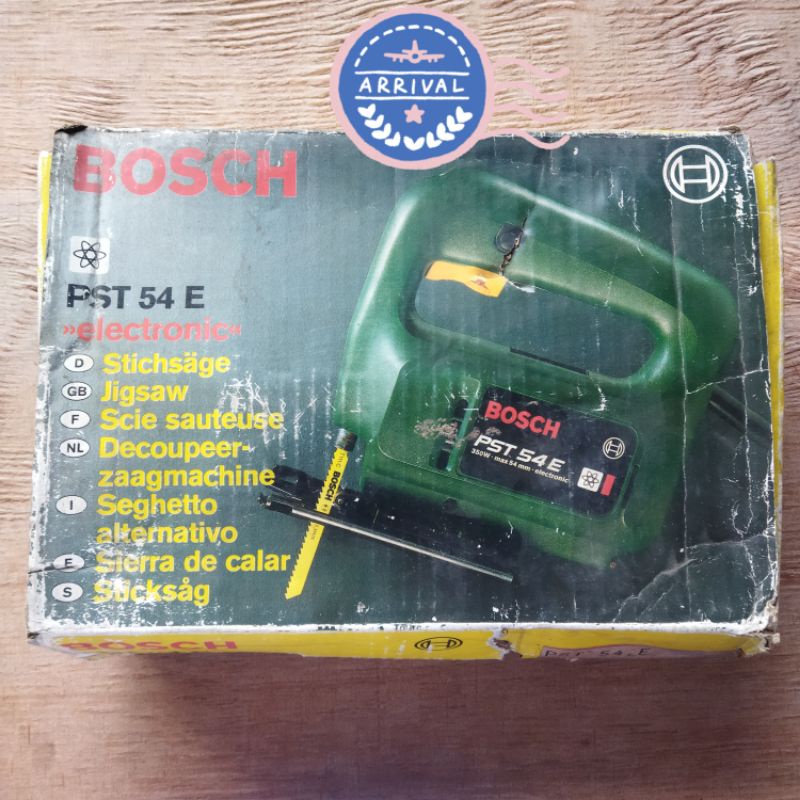 ARRIVAL
BOSCH
PST 54 E
»electronic«
D Stichsäge
GB Jigsaw
F Scie sauteuse
NL Decoupeer-
zaagmachine
I Seghetto
alternativo
E Sierra de calar
S Sticksåg
BOSCH
PST 54 E
350W · max 54 mm · electronic
BOSCH
BOSCH
PST 54 E